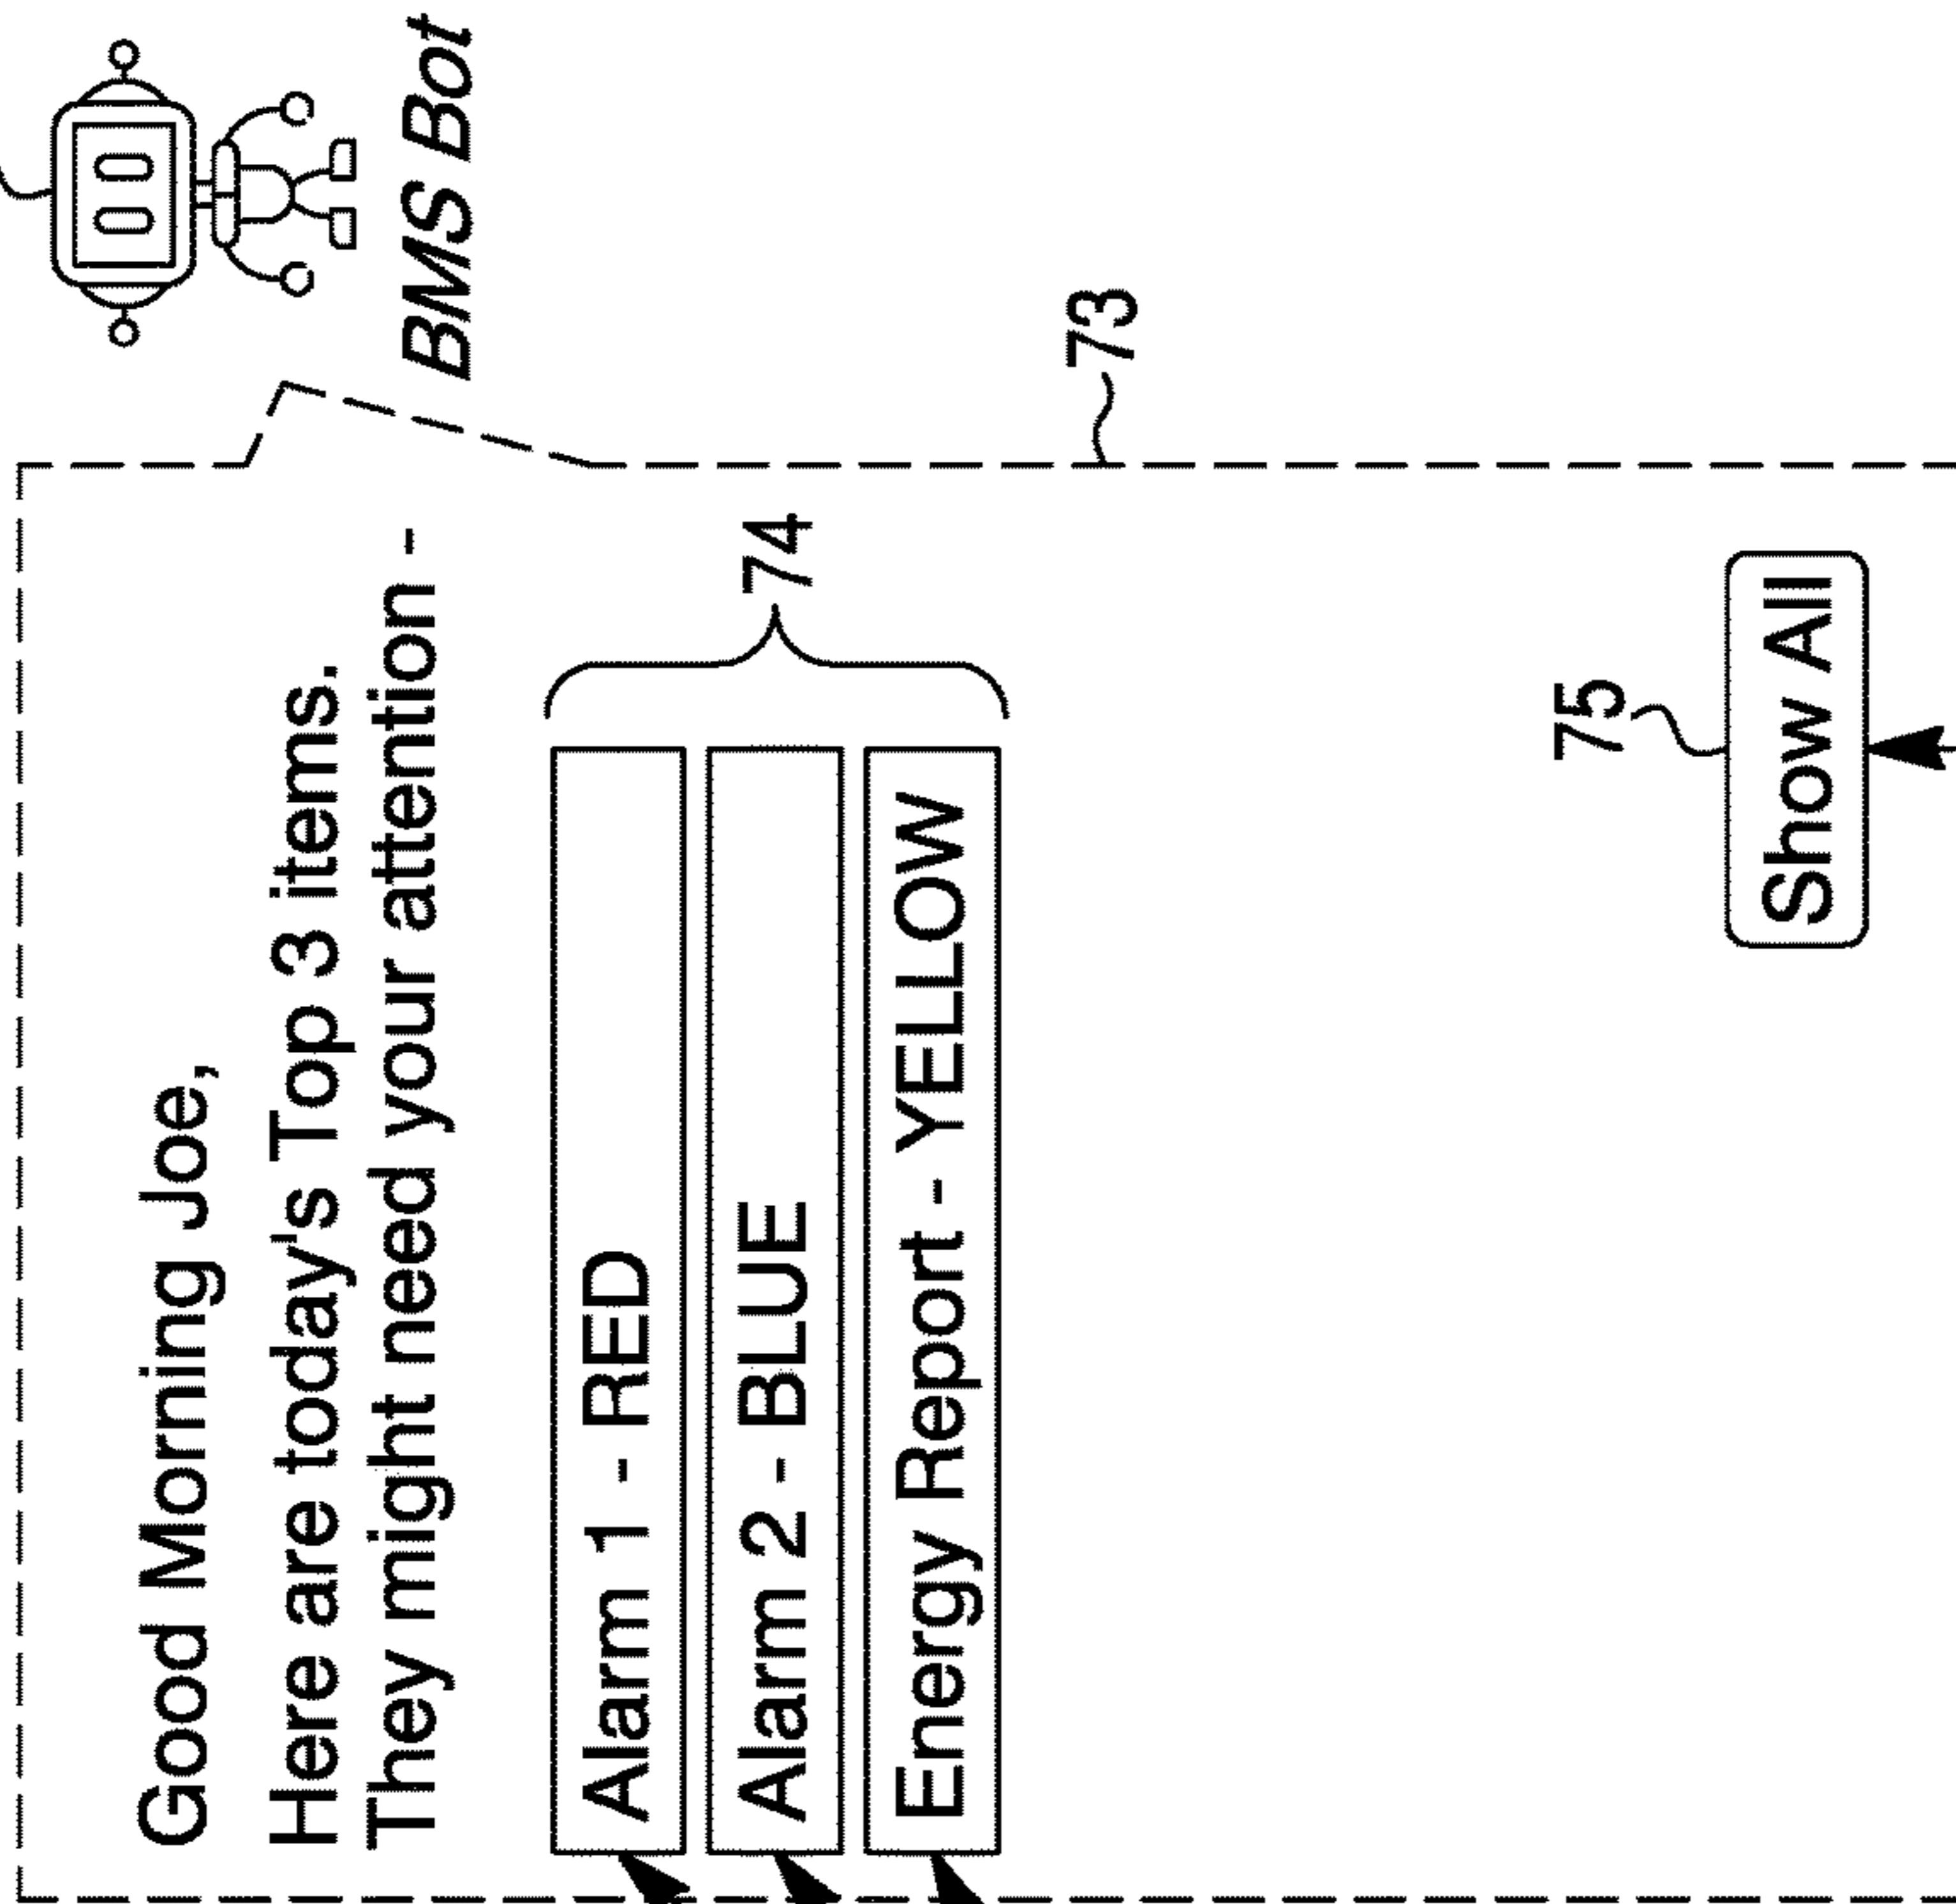 BMS Bot
73
Good Morning Joe,
Here are today's Top 3 items.
They might need your attention -
Alarm 1 - RED
Alarm 2 - BLUE
Energy Report - YELLOW
74
75
Show All